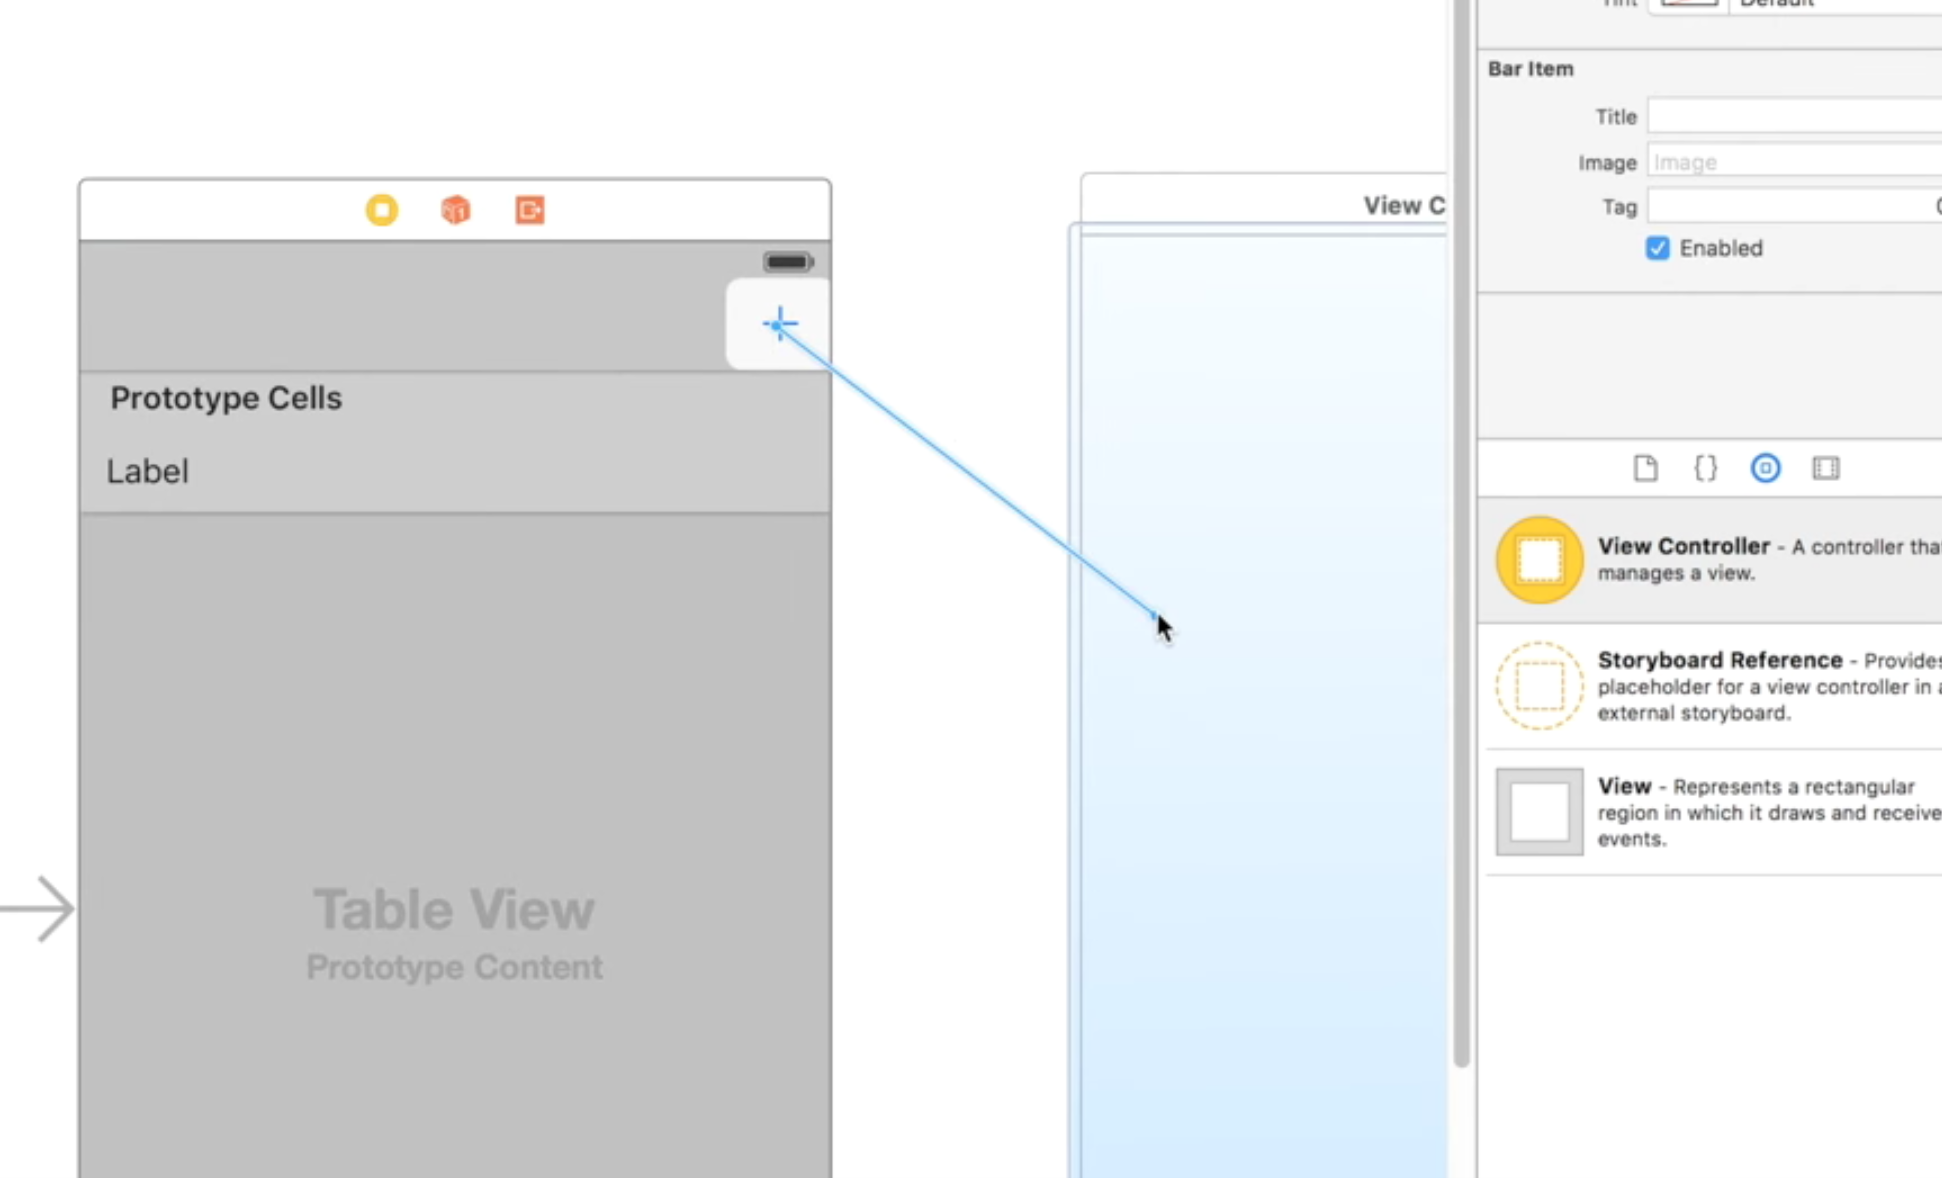 Default
Bar Item
Title
Image Image
Tag
Enabled
View C
Prototype Cells
Label
Table View
Prototype Content
{}
View Controller - A controller tha
manages a view.
Storyboard Reference - Provides
placeholder for a view controller in a
external storyboard.
View - Represents a rectangular
region in which it draws and receive
events.